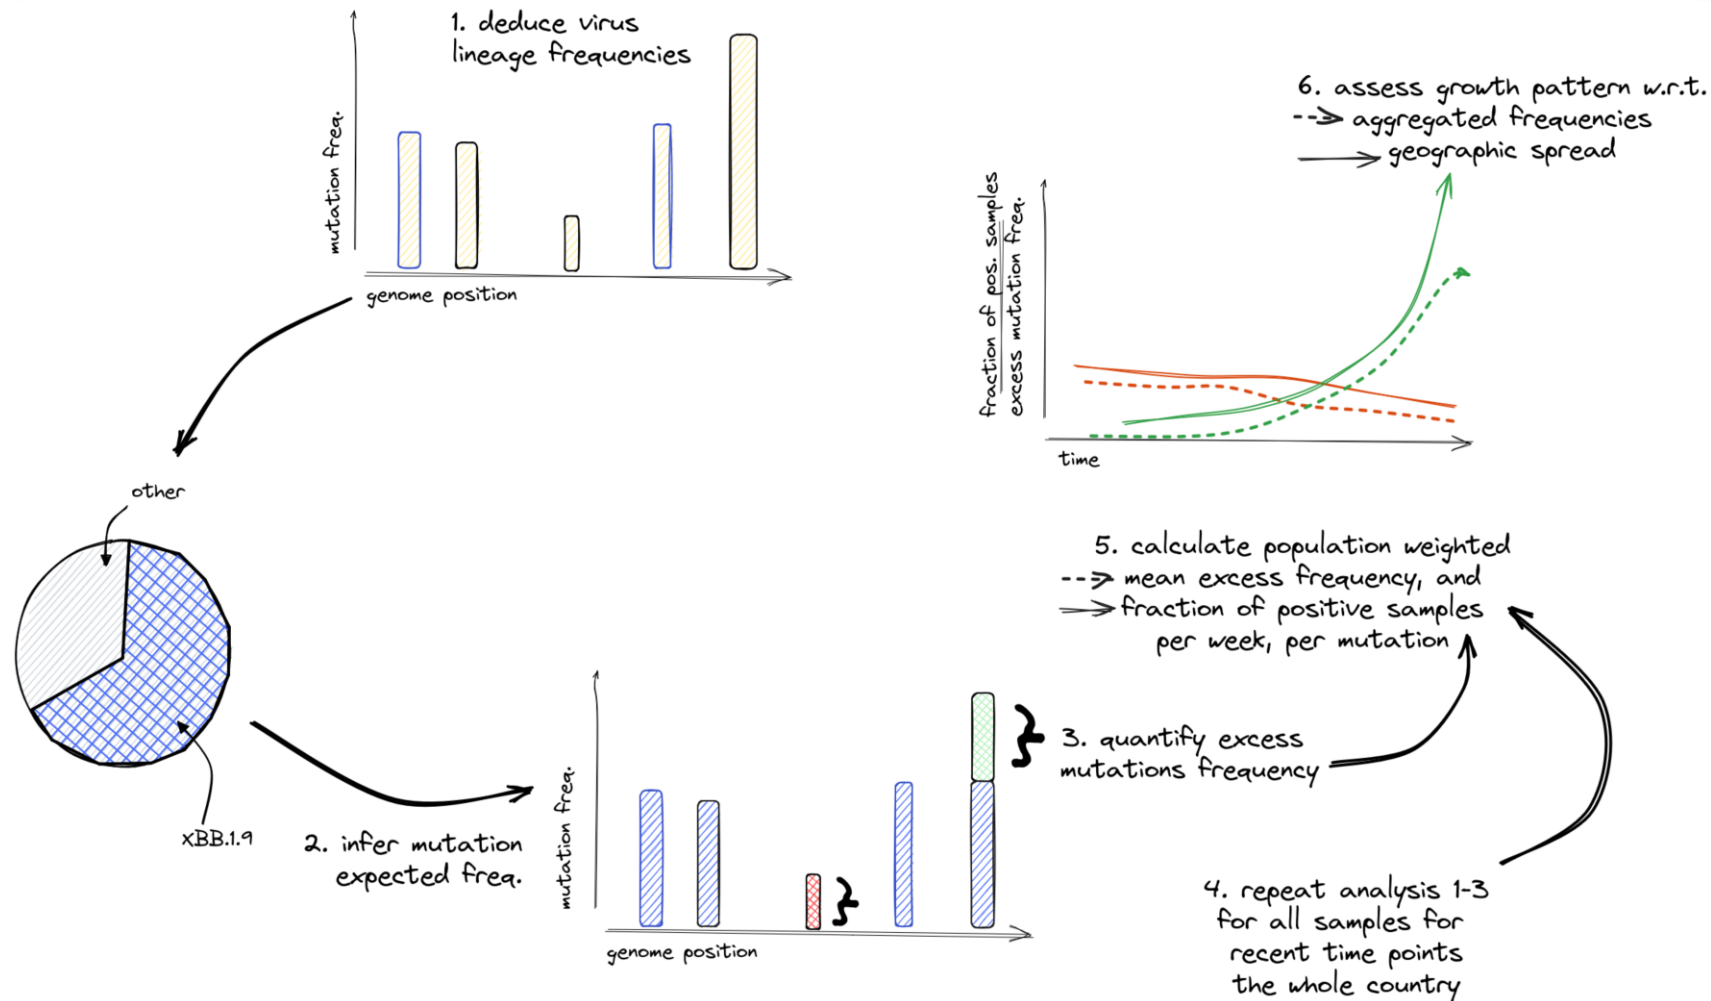 1. deduce virus
lineage frequencies
mutation freq.
genome position
other
xBB.1.9
2. infer mutation
expected freq.
mutation freq.
genome position
3. quantify excess
mutations frequency
4. repeat analysis 1-3
for all samples for
recent time points
the whole country
5. calculate population weighted
mean excess frequency, and
fraction of positive samples
per week, per mutation
6. assess growth pattern w.r.t.
aggregated frequencies
geographic spread
fraction of pos. samples
excess mutation freq.
time